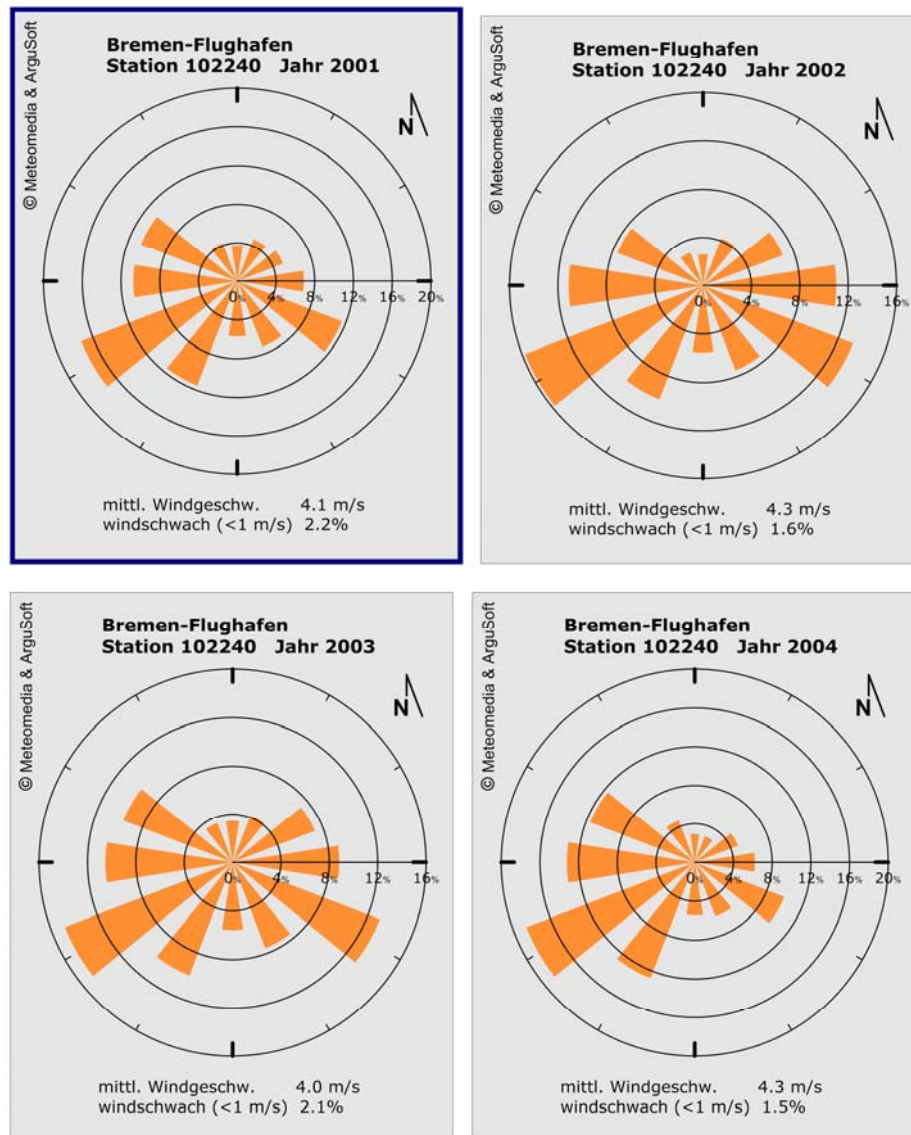 © Meteomedia & ArguSoft
Bremen-Flughafen
Station 102240 Jahr 2001
N
0% 4% 8% 12% 16% 20%
mittl. Windgeschw. 4.1 m/s
windschwach (<1 m/s) 2.2%
© Meteomedia & ArguSoft
Bremen-Flughafen
Station 102240 Jahr 2002
N
0% 4% 8% 12% 16%
mittl. Windgeschw. 4.3 m/s
windschwach (<1 m/s) 1.6%
© Meteomedia & ArguSoft
Bremen-Flughafen
Station 102240 Jahr 2003
N
0% 4% 8% 12% 16%
mittl. Windgeschw. 4.0 m/s
windschwach (<1 m/s) 2.1%
© Meteomedia & ArguSoft
Bremen-Flughafen
Station 102240 Jahr 2004
N
0% 4% 8% 12% 16% 20%
mittl. Windgeschw. 4.3 m/s
windschwach (<1 m/s) 1.5%